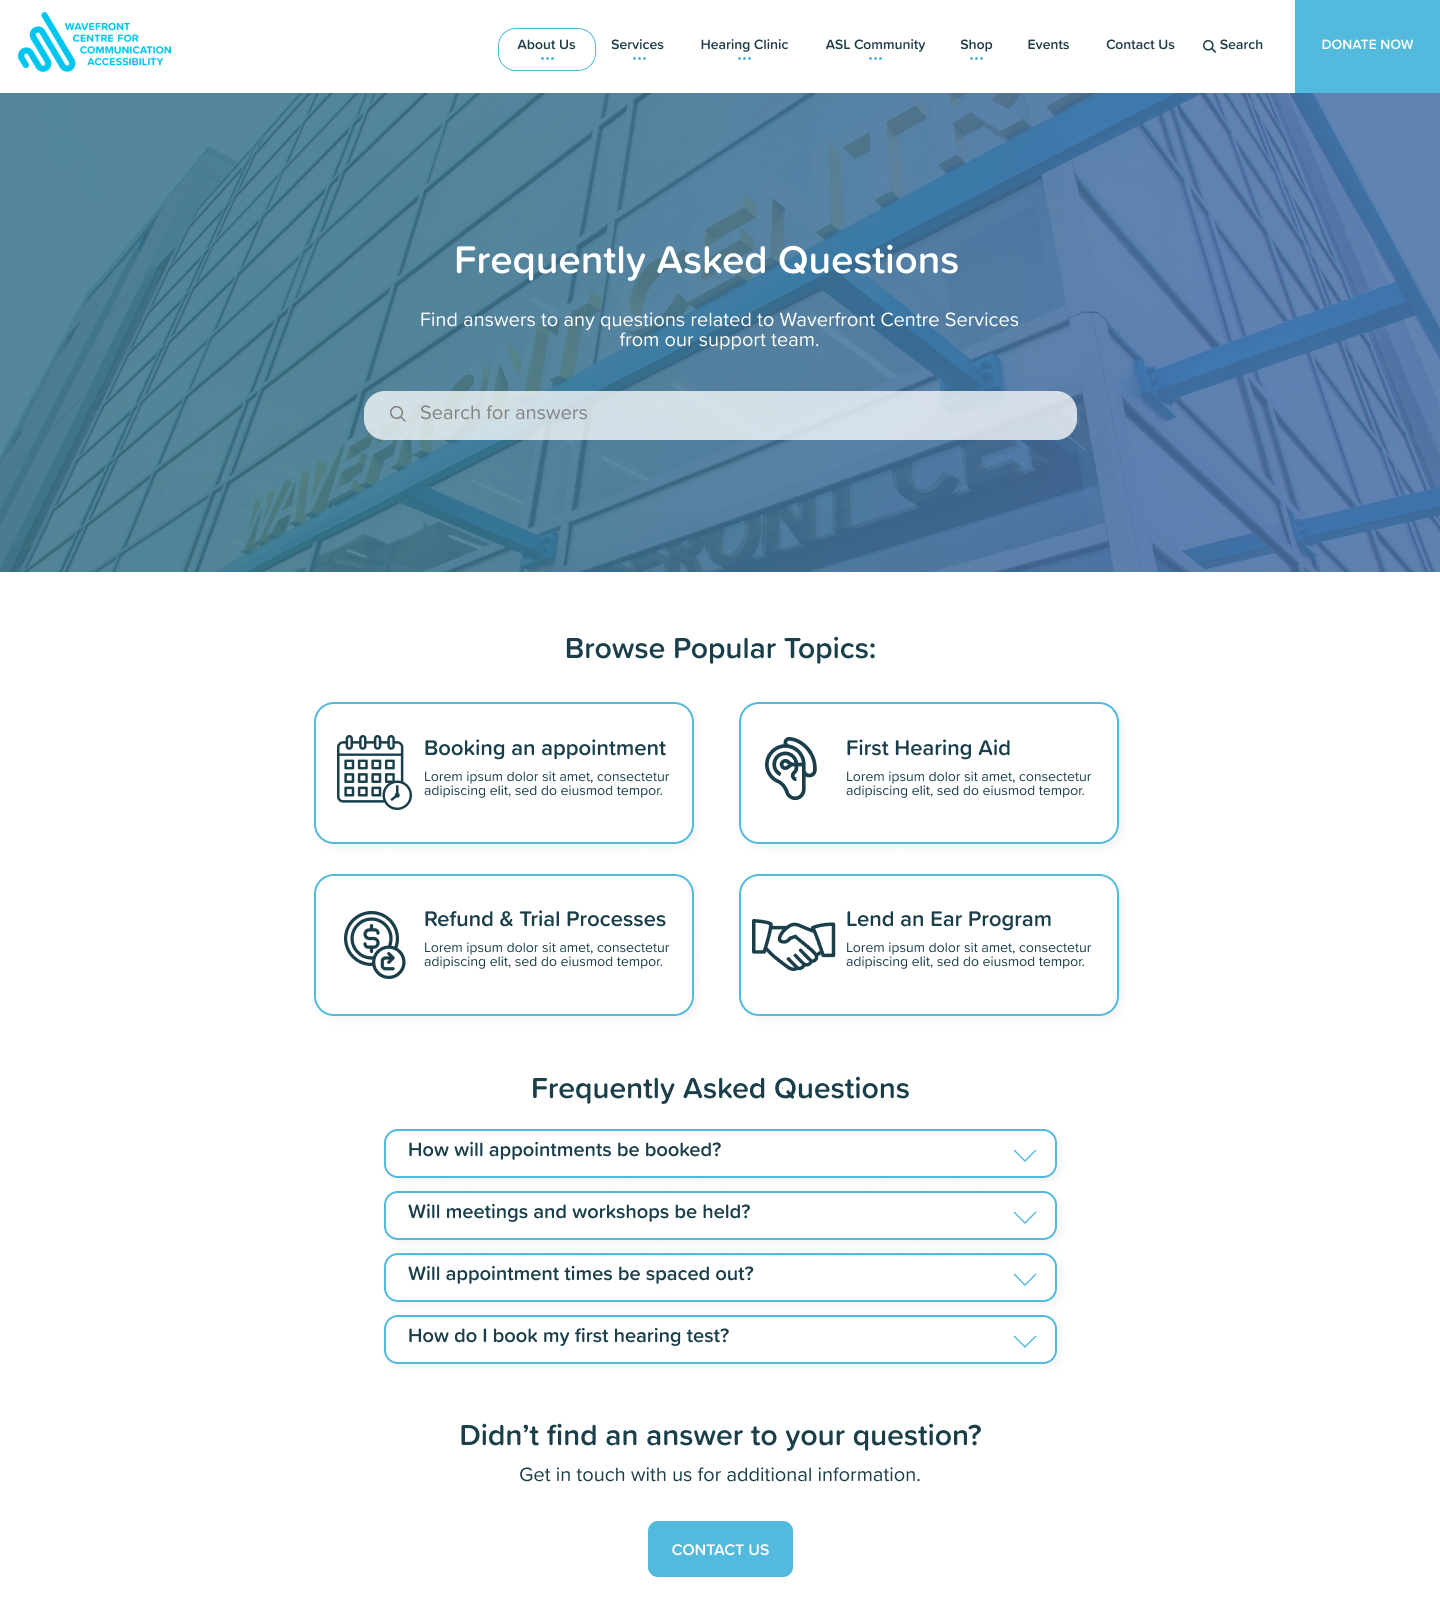 WAVEFRONT
CENTRE FOR
COMMUNICATION
ACCESSIBILITY
About Us
Services
Hearing Clinic
ASL Community
Shop
Events
Contact Us
Search
DONATE NOW
WAVEFRONT CENTR
FRONT CA
Frequently Asked Questions
Find answers to any questions related to Waverfront Centre Services
from our support team.
Search for answers
Browse Popular Topics:
Booking an appointment
Lorem ipsum dolor sit amet, consectetur
adipiscing elit, sed do eiusmod tempor.
First Hearing Aid
Lorem ipsum dolor sit amet, consectetur
adipiscing elit, sed do eiusmod tempor.
Refund & Trial Processes
Lorem ipsum dolor sit amet, consectetur
adipiscing elit, sed do eiusmod tempor.
Lend an Ear Program
Lorem ipsum dolor sit amet, consectetur
adipiscing elit, sed do eiusmod tempor.
Frequently Asked Questions
How will appointments be booked?
Will meetings and workshops be held?
Will appointment times be spaced out?
How do I book my first hearing test?
Didn’t find an answer to your question?
Get in touch with us for additional information.
CONTACT US